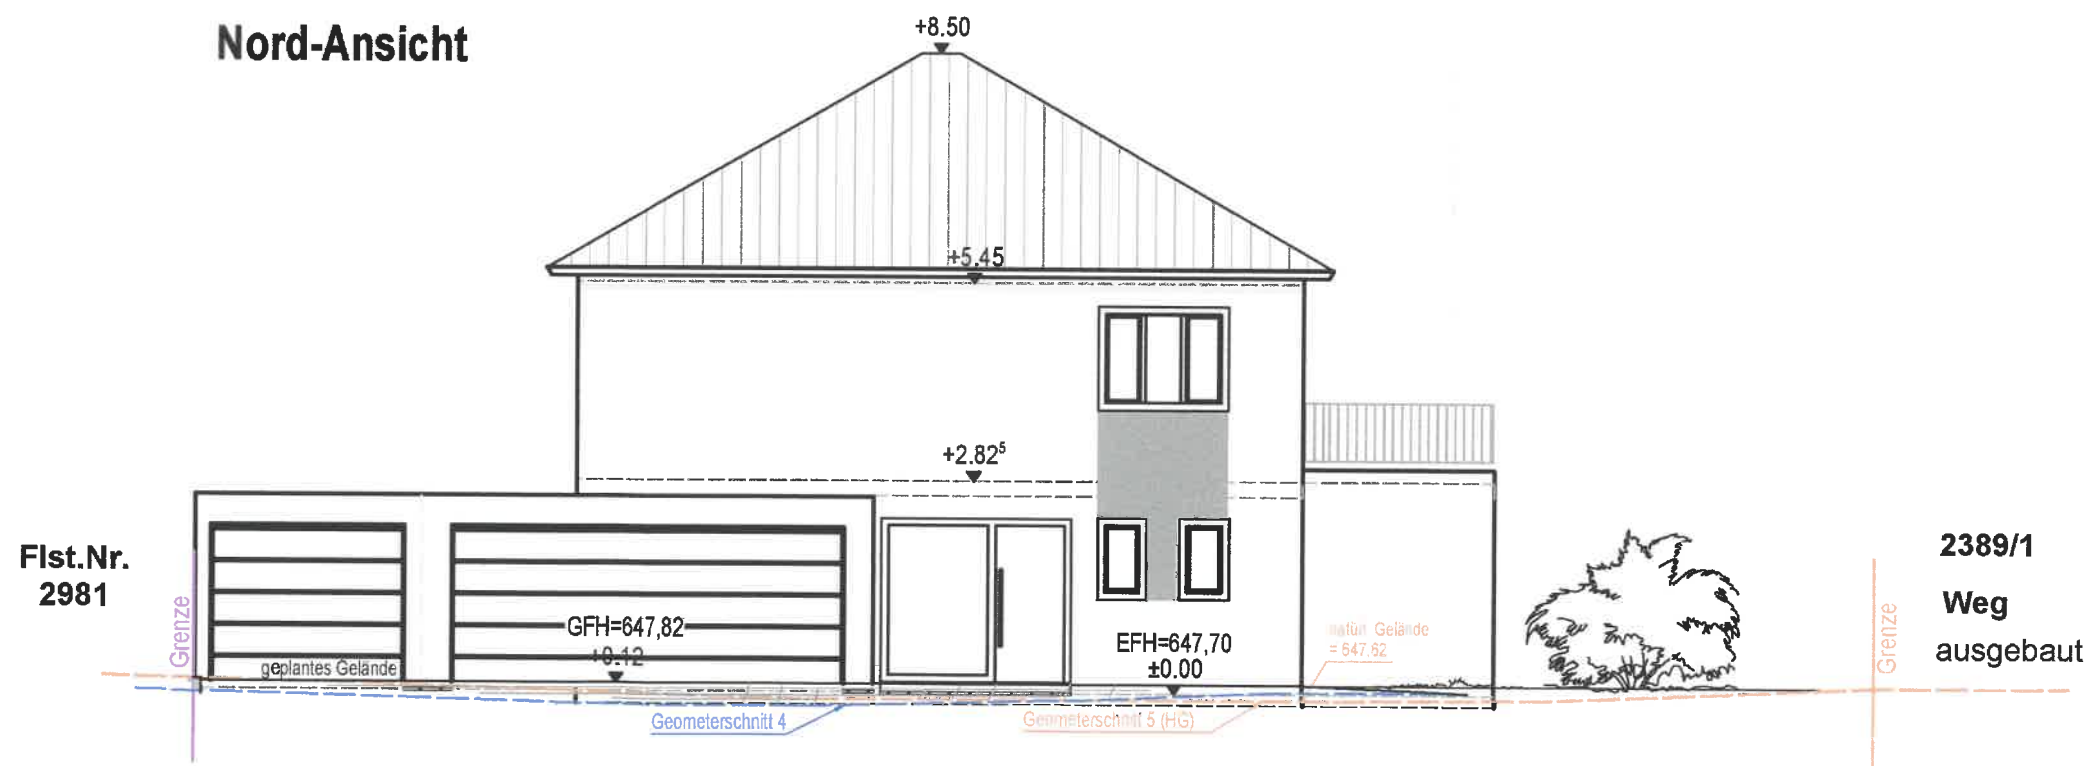 Nord-Ansicht
+8.50
+5.45
+2.82⁵
Flst.Nr.
2981
Grenze
GFH=647,82
+0.12
geplantes Gelände
EFH=647,70
±0.00
natürl. Gelände
= 647.62
Geometerschnitt 4
Geometerschnitt 5 (HG)
Grenze
2389/1
Weg
ausgebaut